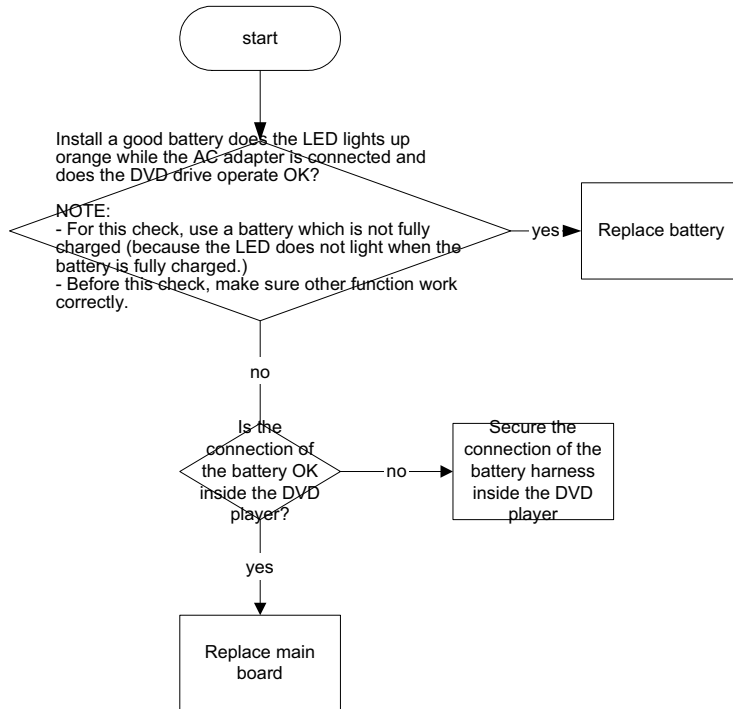 start
Install a good battery does the LED lights up
orange while the AC adapter is connected and
does the DVD drive operate OK?
NOTE:
- For this check, use a battery which is not fully
charged (because the LED does not light when the
battery is fully charged.)
- Before this check, make sure other function work
correctly.
yes
Replace battery
no
Is the
connection of
the battery OK
inside the DVD
player?
no
Secure the
connection of the
battery harness
inside the DVD
player
yes
Replace main
board